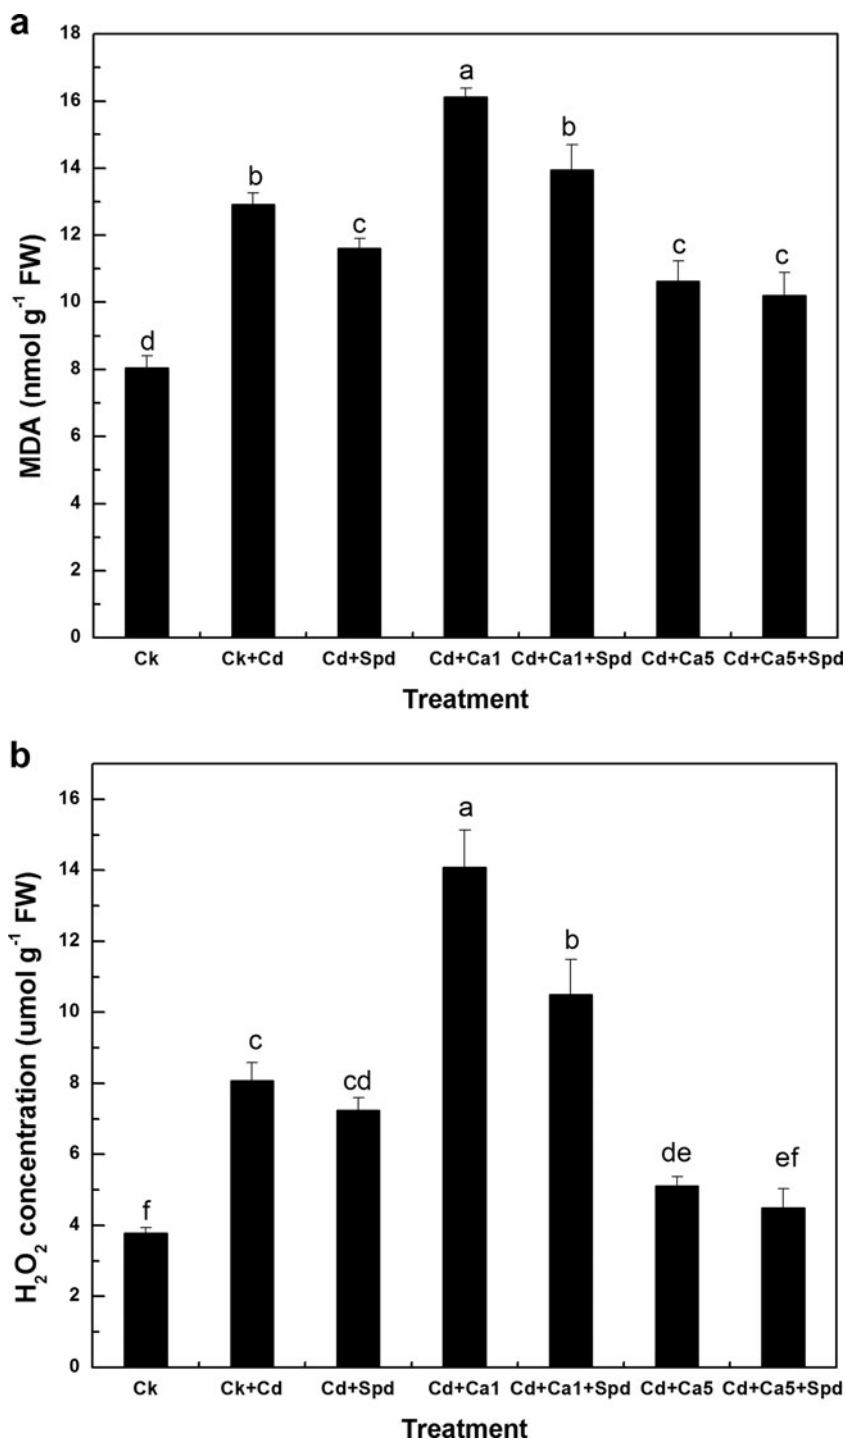 a
18
16
14
12
10
8
6
4
2
0
MDA (nmol g⁻¹ FW)
d
b
c
a
b
c
c
Ck Ck+Cd Cd+Spd Cd+Ca1 Cd+Ca1+Spd Cd+Ca5 Cd+Ca5+Spd
Treatment
b
16
14
12
10
8
6
4
2
0
H₂O₂ concentration (umol g⁻¹ FW)
f
c
cd
a
b
de
ef
Ck Ck+Cd Cd+Spd Cd+Ca1 Cd+Ca1+Spd Cd+Ca5 Cd+Ca5+Spd
Treatment